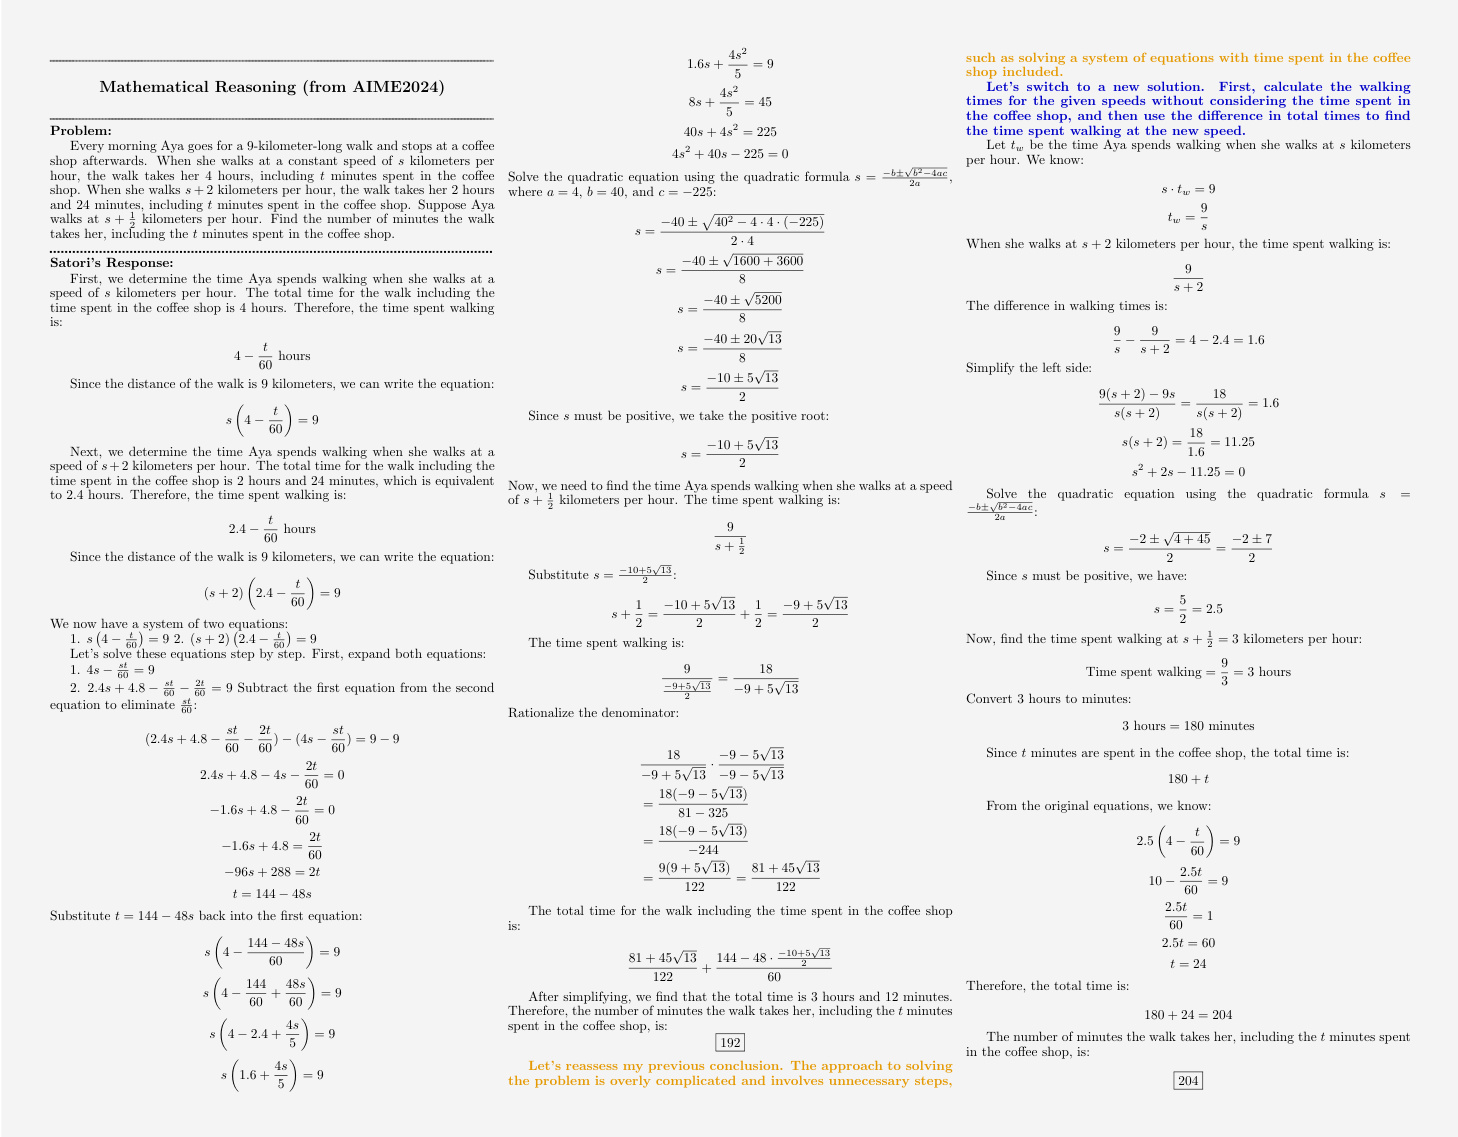 Mathematical Reasoning (from AIME2024)
Problem:
Every morning Aya goes for a 9-kilometer-long walk and stops at a coffee
shop afterwards. When she walks at a constant speed of s kilometers per
hour, the walk takes her 4 hours, including t minutes spent in the coffee
shop. When she walks s + 2 kilometers per hour, the walk takes her 2 hours
and 24 minutes, including t minutes spent in the coffee shop. Suppose Aya
walks at s + \frac{1}{2} kilometers per hour. Find the number of minutes the walk
takes her, including the t minutes spent in the coffee shop.
Satori's Response:
First, we determine the time Aya spends walking when she walks at a
speed of s kilometers per hour. The total time for the walk including the
time spent in the coffee shop is 4 hours. Therefore, the time spent walking
is:
4 - \frac{t}{60} hours
Since the distance of the walk is 9 kilometers, we can write the equation:
s \left(4 - \frac{t}{60}\right) = 9
Next, we determine the time Aya spends walking when she walks at a
speed of s + 2 kilometers per hour. The total time for the walk including the
time spent in the coffee shop is 2 hours and 24 minutes, which is equivalent
to 2.4 hours. Therefore, the time spent walking is:
2.4 - \frac{t}{60} hours
Since the distance of the walk is 9 kilometers, we can write the equation:
(s + 2) \left(2.4 - \frac{t}{60}\right) = 9
We now have a system of two equations:
1. s \left(4 - \frac{t}{60}\right) = 9 2. (s + 2) \left(2.4 - \frac{t}{60}\right) = 9
Let's solve these equations step by step. First, expand both equations:
1. 4s - \frac{st}{60} = 9
2. 2.4s + 4.8 - \frac{st}{60} - \frac{2t}{60} = 9 Subtract the first equation from the second
equation to eliminate \frac{st}{60}:
(2.4s + 4.8 - \frac{st}{60} - \frac{2t}{60}) - (4s - \frac{st}{60}) = 9 - 9
2.4s + 4.8 - 4s - \frac{2t}{60} = 0
-1.6s + 4.8 - \frac{2t}{60} = 0
-1.6s + 4.8 = \frac{2t}{60}
-96s + 288 = 2t
t = 144 - 48s
Substitute t = 144 - 48s back into the first equation:
s \left(4 - \frac{144 - 48s}{60}\right) = 9
s \left(4 - \frac{144}{60} + \frac{48s}{60}\right) = 9
s \left(4 - 2.4 + \frac{4s}{5}\right) = 9
s \left(1.6 + \frac{4s}{5}\right) = 9
1.6s + \frac{4s^2}{5} = 9
8s + \frac{4s^2}{5} = 45
40s + 4s^2 = 225
4s^2 + 40s - 225 = 0
Solve the quadratic equation using the quadratic formula s = \frac{-b \pm \sqrt{b^2 - 4ac}}{2a},
where a = 4, b = 40, and c = -225:
s = \frac{-40 \pm \sqrt{40^2 - 4 \cdot 4 \cdot (-225)}}{2 \cdot 4}
s = \frac{-40 \pm \sqrt{1600 + 3600}}{8}
s = \frac{-40 \pm \sqrt{5200}}{8}
s = \frac{-40 \pm 20\sqrt{13}}{8}
s = \frac{-10 \pm 5\sqrt{13}}{2}
Since s must be positive, we take the positive root:
s = \frac{-10 + 5\sqrt{13}}{2}
Now, we need to find the time Aya spends walking when she walks at a speed
of s + \frac{1}{2} kilometers per hour. The time spent walking is:
\frac{9}{s + \frac{1}{2}}
Substitute s = \frac{-10 + 5\sqrt{13}}{2}:
s + \frac{1}{2} = \frac{-10 + 5\sqrt{13}}{2} + \frac{1}{2} = \frac{-9 + 5\sqrt{13}}{2}
The time spent walking is:
\frac{9}{\frac{-9 + 5\sqrt{13}}{2}} = \frac{18}{-9 + 5\sqrt{13}}
Rationalize the denominator:
\frac{18}{-9 + 5\sqrt{13}} \cdot \frac{-9 - 5\sqrt{13}}{-9 - 5\sqrt{13}}
= \frac{18(-9 - 5\sqrt{13})}{81 - 325}
= \frac{18(-9 - 5\sqrt{13})}{-244}
= \frac{9(9 + 5\sqrt{13})}{122} = \frac{81 + 45\sqrt{13}}{122}
The total time for the walk including the time spent in the coffee shop
is:
\frac{81 + 45\sqrt{13}}{122} + \frac{144 - 48 \cdot \frac{-10 + 5\sqrt{13}}{2}}{60}
After simplifying, we find that the total time is 3 hours and 12 minutes.
Therefore, the number of minutes the walk takes her, including the t minutes
spent in the coffee shop, is:
192
Let's reassess my previous conclusion. The approach to solving
the problem is overly complicated and involves unnecessary steps,
such as solving a system of equations with time spent in the coffee
shop included.
Let's switch to a new solution. First, calculate the walking
times for the given speeds without considering the time spent in
the coffee shop, and then use the difference in total times to find
the time spent walking at the new speed.
Let t_w be the time Aya spends walking when she walks at s kilometers
per hour. We know:
s \cdot t_w = 9
t_w = \frac{9}{s}
When she walks at s + 2 kilometers per hour, the time spent walking is:
\frac{9}{s + 2}
The difference in walking times is:
\frac{9}{s} - \frac{9}{s + 2} = 4 - 2.4 = 1.6
Simplify the left side:
\frac{9(s + 2) - 9s}{s(s + 2)} = \frac{18}{s(s + 2)} = 1.6
s(s + 2) = \frac{18}{1.6} = 11.25
s^2 + 2s - 11.25 = 0
Solve the quadratic equation using the quadratic formula s =
\frac{-b \pm \sqrt{b^2 - 4ac}}{2a}:
s = \frac{-2 \pm \sqrt{4 + 45}}{2} = \frac{-2 \pm 7}{2}
Since s must be positive, we have:
s = \frac{5}{2} = 2.5
Now, find the time spent walking at s + \frac{1}{2} = 3 kilometers per hour:
Time spent walking = \frac{9}{3} = 3 hours
Convert 3 hours to minutes:
3 hours = 180 minutes
Since t minutes are spent in the coffee shop, the total time is:
180 + t
From the original equations, we know:
2.5 \left(4 - \frac{t}{60}\right) = 9
10 - \frac{2.5t}{60} = 9
\frac{2.5t}{60} = 1
2.5t = 60
t = 24
Therefore, the total time is:
180 + 24 = 204
The number of minutes the walk takes her, including the t minutes spent
in the coffee shop, is:
204